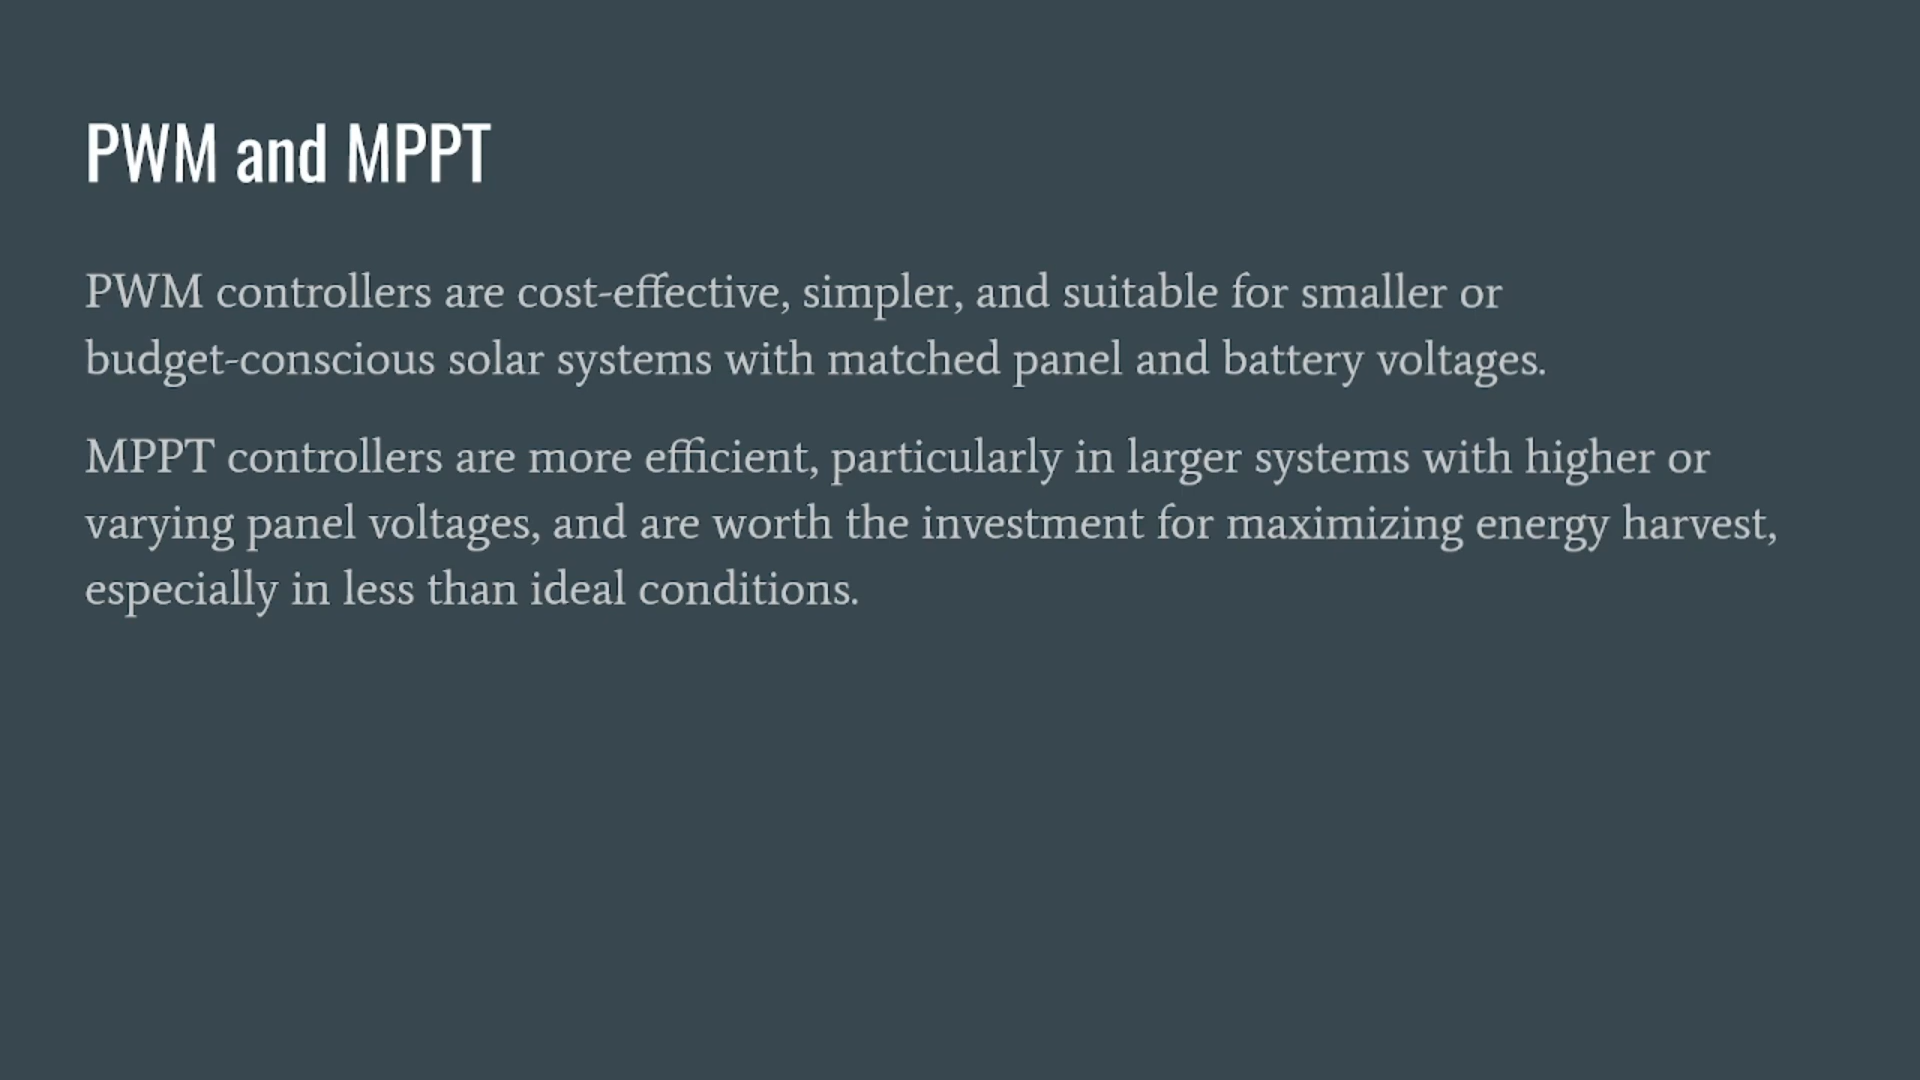 PWM and MPPT
PWM controllers are cost-effective, simpler, and suitable for smaller or
budget-conscious solar systems with matched panel and battery voltages.
MPPT controllers are more efficient, particularly in larger systems with higher or
varying panel voltages, and are worth the investment for maximizing energy harvest,
especially in less than ideal conditions.